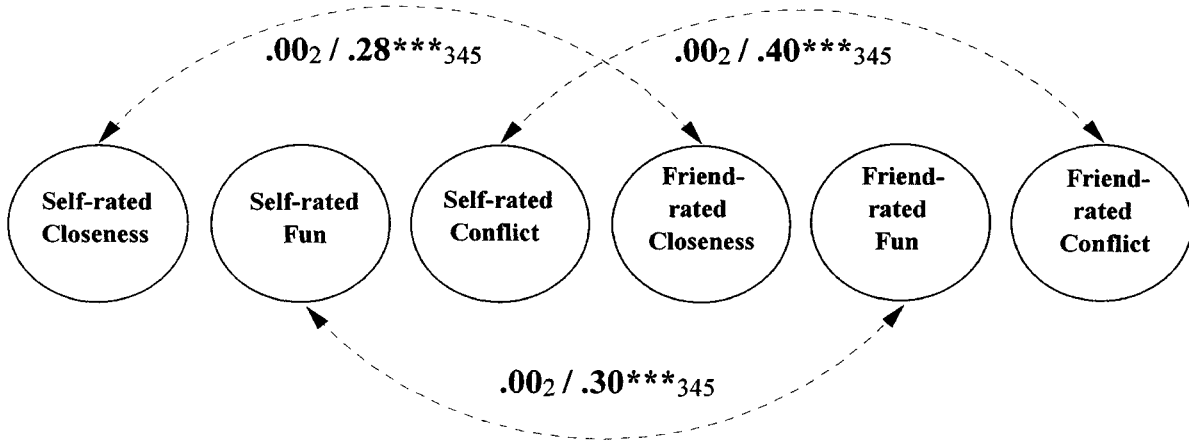 .00₂ / .28***₃₄₅
.00₂ / .40***₃₄₅
Self-rated
Closeness
Self-rated
Fun
Self-rated
Conflict
Friend-
rated
Closeness
Friend-
rated
Fun
Friend-
rated
Conflict
.00₂ / .30***₃₄₅